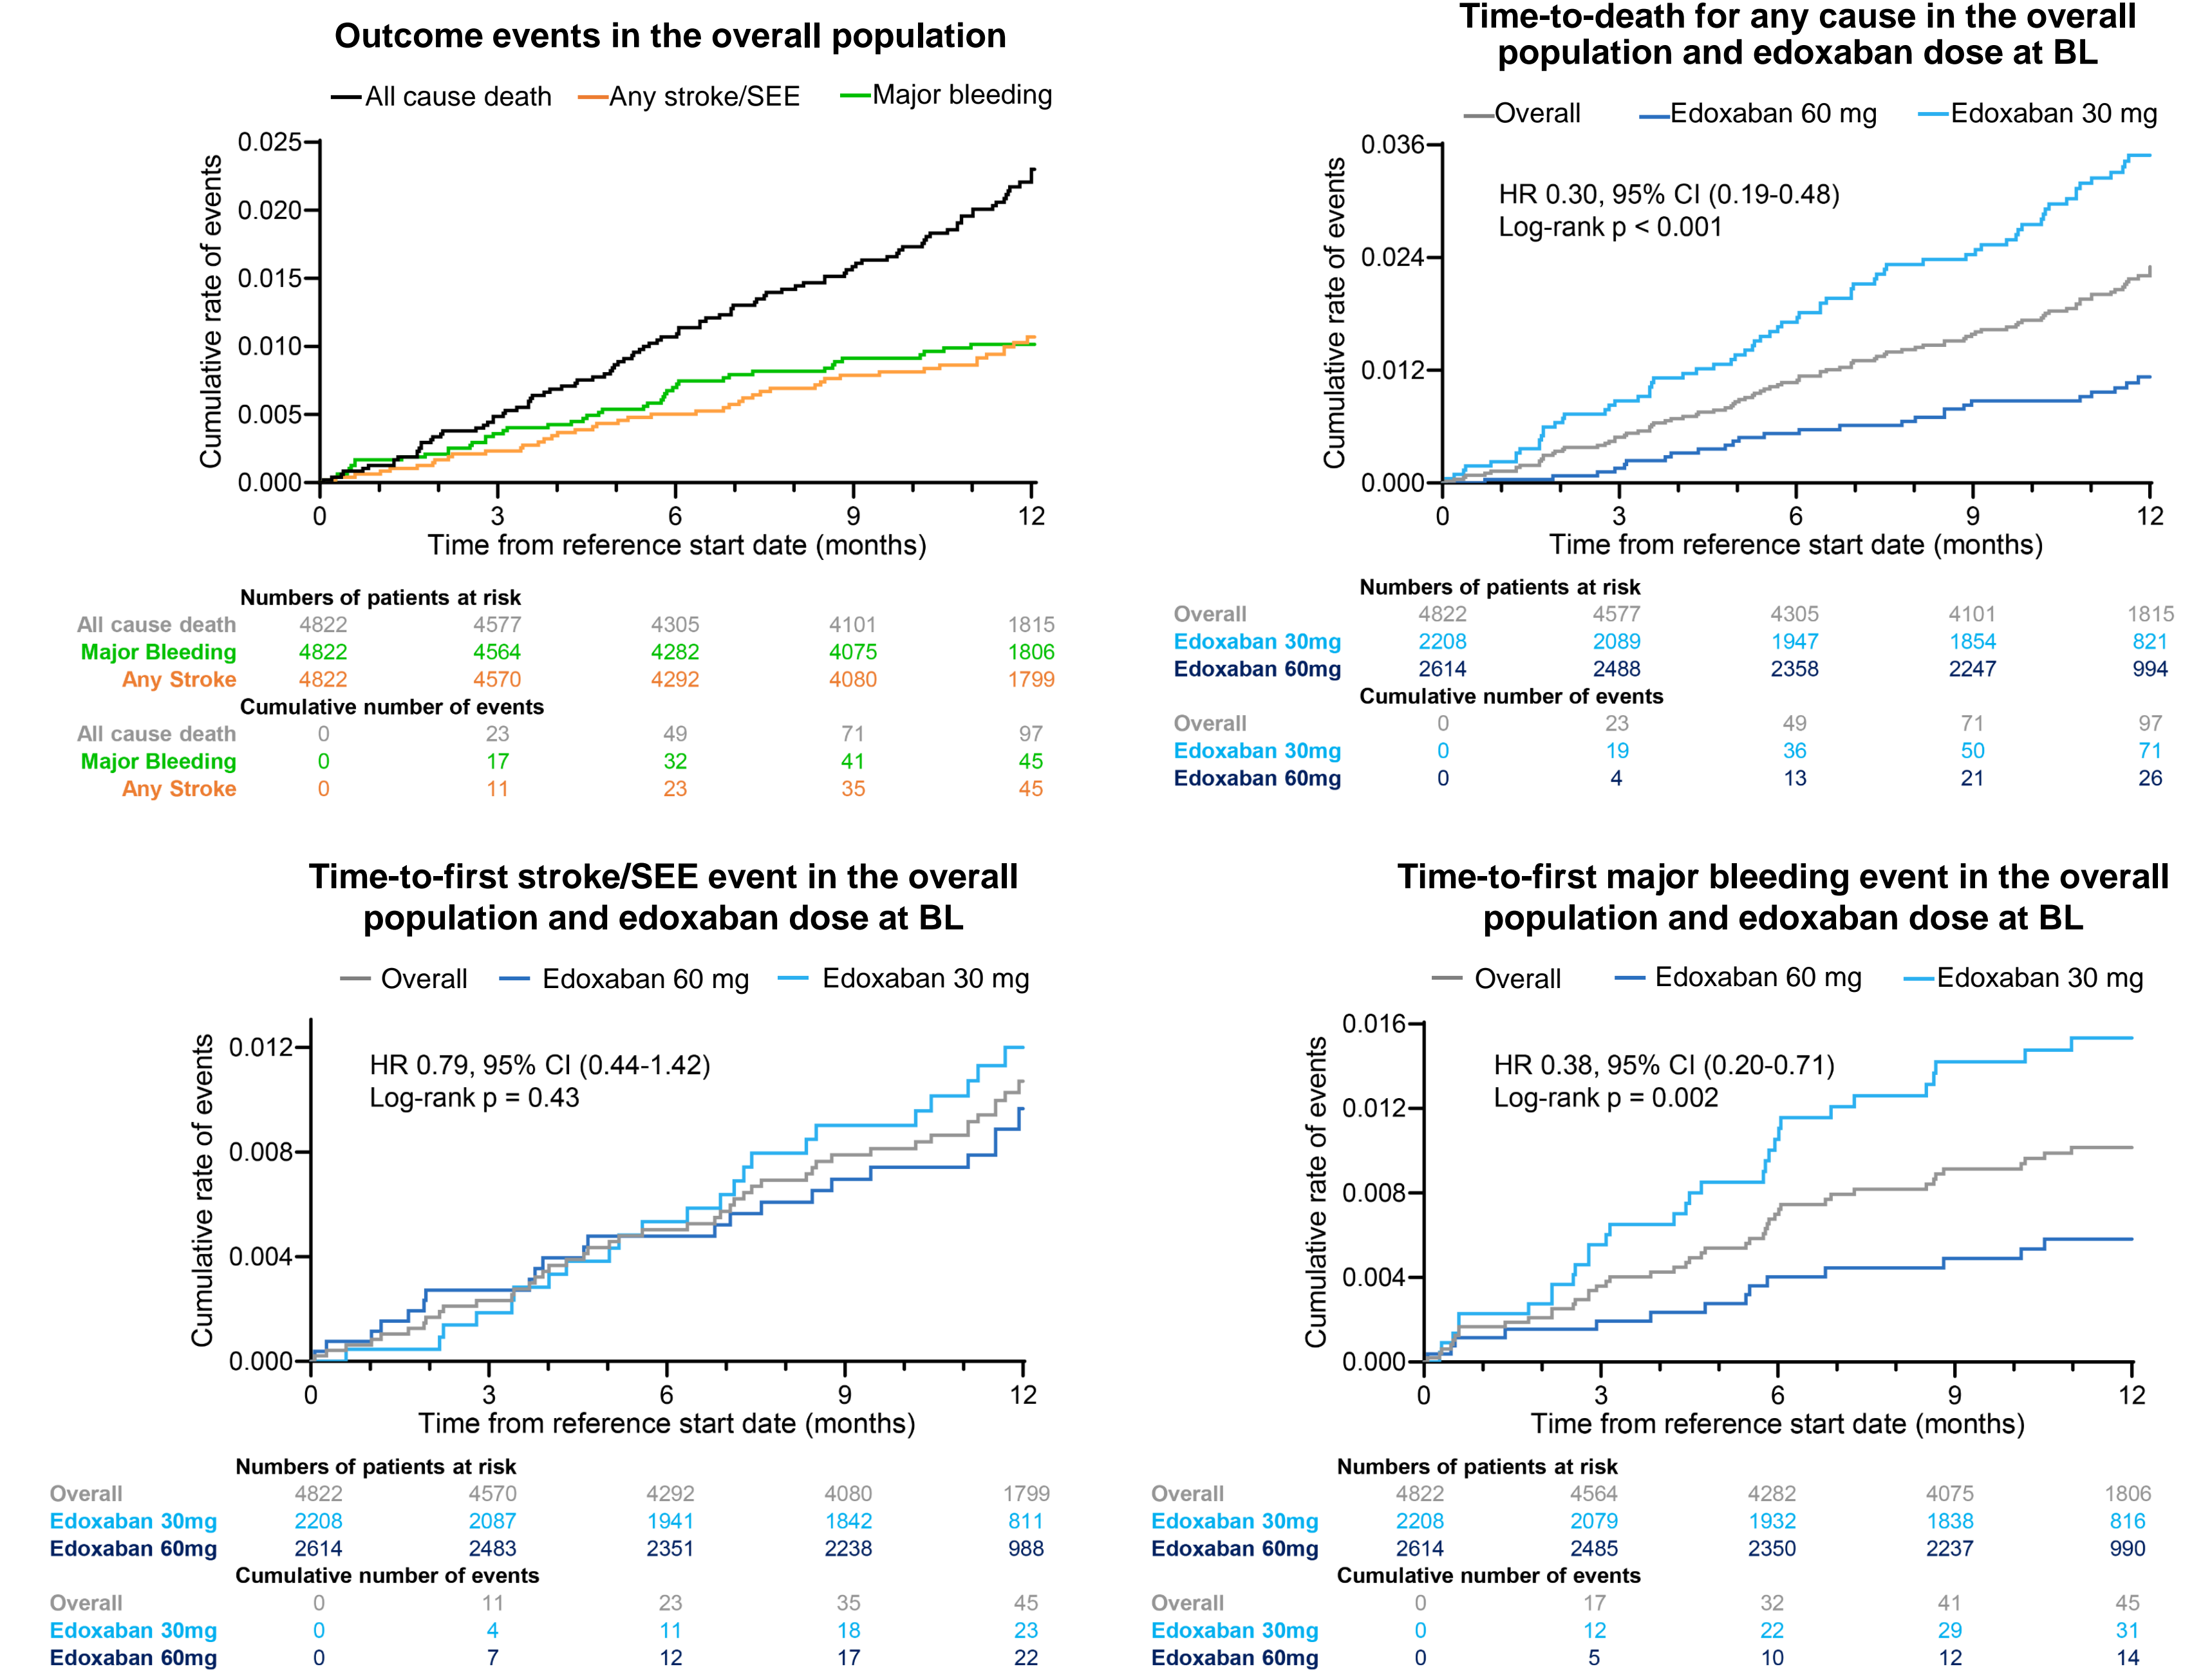 Outcome events in the overall population
All cause death Any stroke/SEE Major bleeding
Cumulative rate of events
0.025
0.020
0.015
0.010
0.005
0.000
0 3 6 9 12
Time from reference start date (months)
Numbers of patients at risk
All cause death 4822 4577 4305 4101 1815
Major Bleeding 4822 4564 4282 4075 1806
Any Stroke 4822 4570 4292 4080 1799
Cumulative number of events
All cause death 0 23 49 71 97
Major Bleeding 0 17 32 41 45
Any Stroke 0 11 23 35 45
Time-to-death for any cause in the overall
population and edoxaban dose at BL
Overall Edoxaban 60 mg Edoxaban 30 mg
Cumulative rate of events
0.036
0.024
0.012
0.000
HR 0.30, 95% CI (0.19-0.48)
Log-rank p < 0.001
0 3 6 9 12
Time from reference start date (months)
Numbers of patients at risk
Overall 4822 4577 4305 4101 1815
Edoxaban 30mg 2208 2089 1947 1854 821
Edoxaban 60mg 2614 2488 2358 2247 994
Cumulative number of events
Overall 0 23 49 71 97
Edoxaban 30mg 0 19 36 50 71
Edoxaban 60mg 0 4 13 21 26
Time-to-first stroke/SEE event in the overall
population and edoxaban dose at BL
Overall Edoxaban 60 mg Edoxaban 30 mg
Cumulative rate of events
0.012
0.008
0.004
0.000
HR 0.79, 95% CI (0.44-1.42)
Log-rank p = 0.43
0 3 6 9 12
Time from reference start date (months)
Numbers of patients at risk
Overall 4822 4570 4292 4080 1799
Edoxaban 30mg 2208 2087 1941 1842 811
Edoxaban 60mg 2614 2483 2351 2238 988
Cumulative number of events
Overall 0 11 23 35 45
Edoxaban 30mg 0 4 11 18 23
Edoxaban 60mg 0 7 12 17 22
Time-to-first major bleeding event in the overall
population and edoxaban dose at BL
Overall Edoxaban 60 mg Edoxaban 30 mg
Cumulative rate of events
0.016
0.012
0.008
0.004
0.000
HR 0.38, 95% CI (0.20-0.71)
Log-rank p = 0.002
0 3 6 9 12
Time from reference start date (months)
Numbers of patients at risk
Overall 4822 4564 4282 4075 1806
Edoxaban 30mg 2208 2079 1932 1838 816
Edoxaban 60mg 2614 2485 2350 2237 990
Cumulative number of events
Overall 0 17 32 41 45
Edoxaban 30mg 0 12 22 29 31
Edoxaban 60mg 0 5 10 12 14